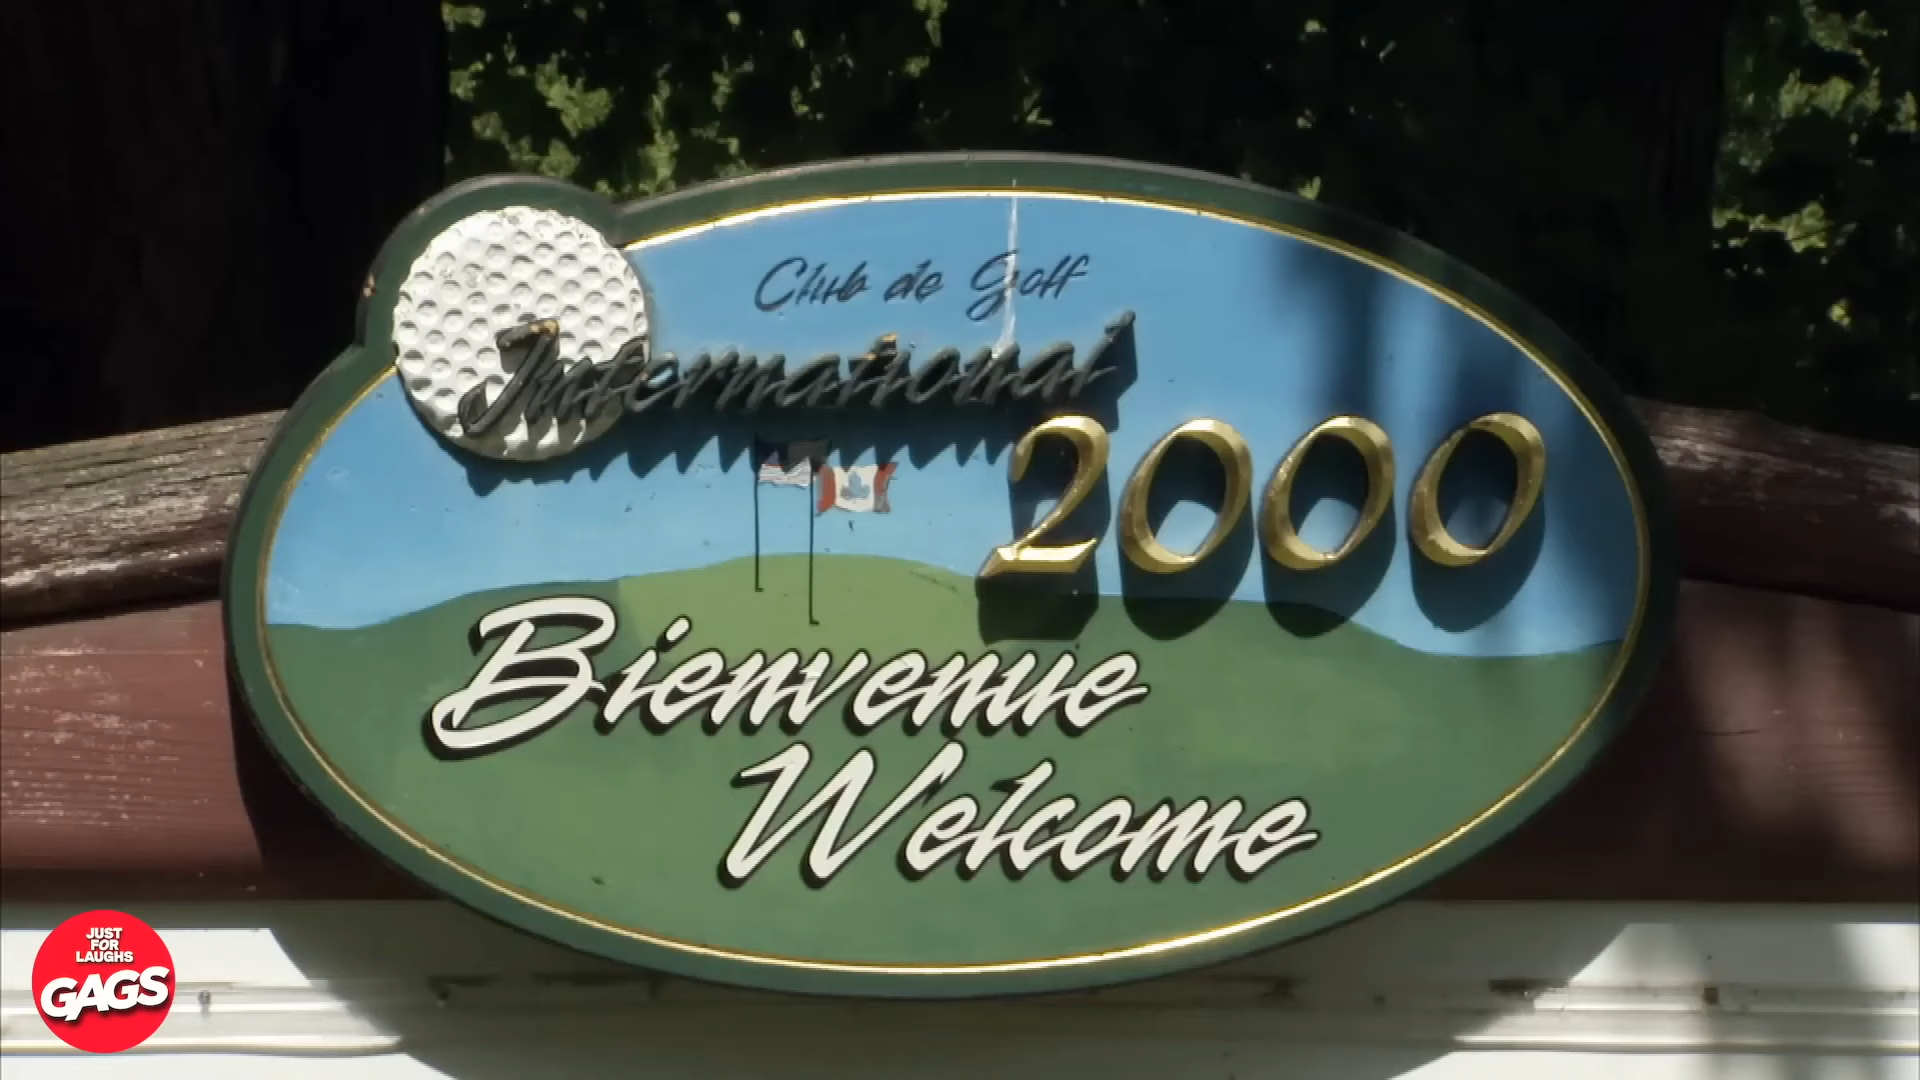 Club de Golf
International
2000
Bienvenue
Welcome
JUST
FOR
LAUGHS
GAGS